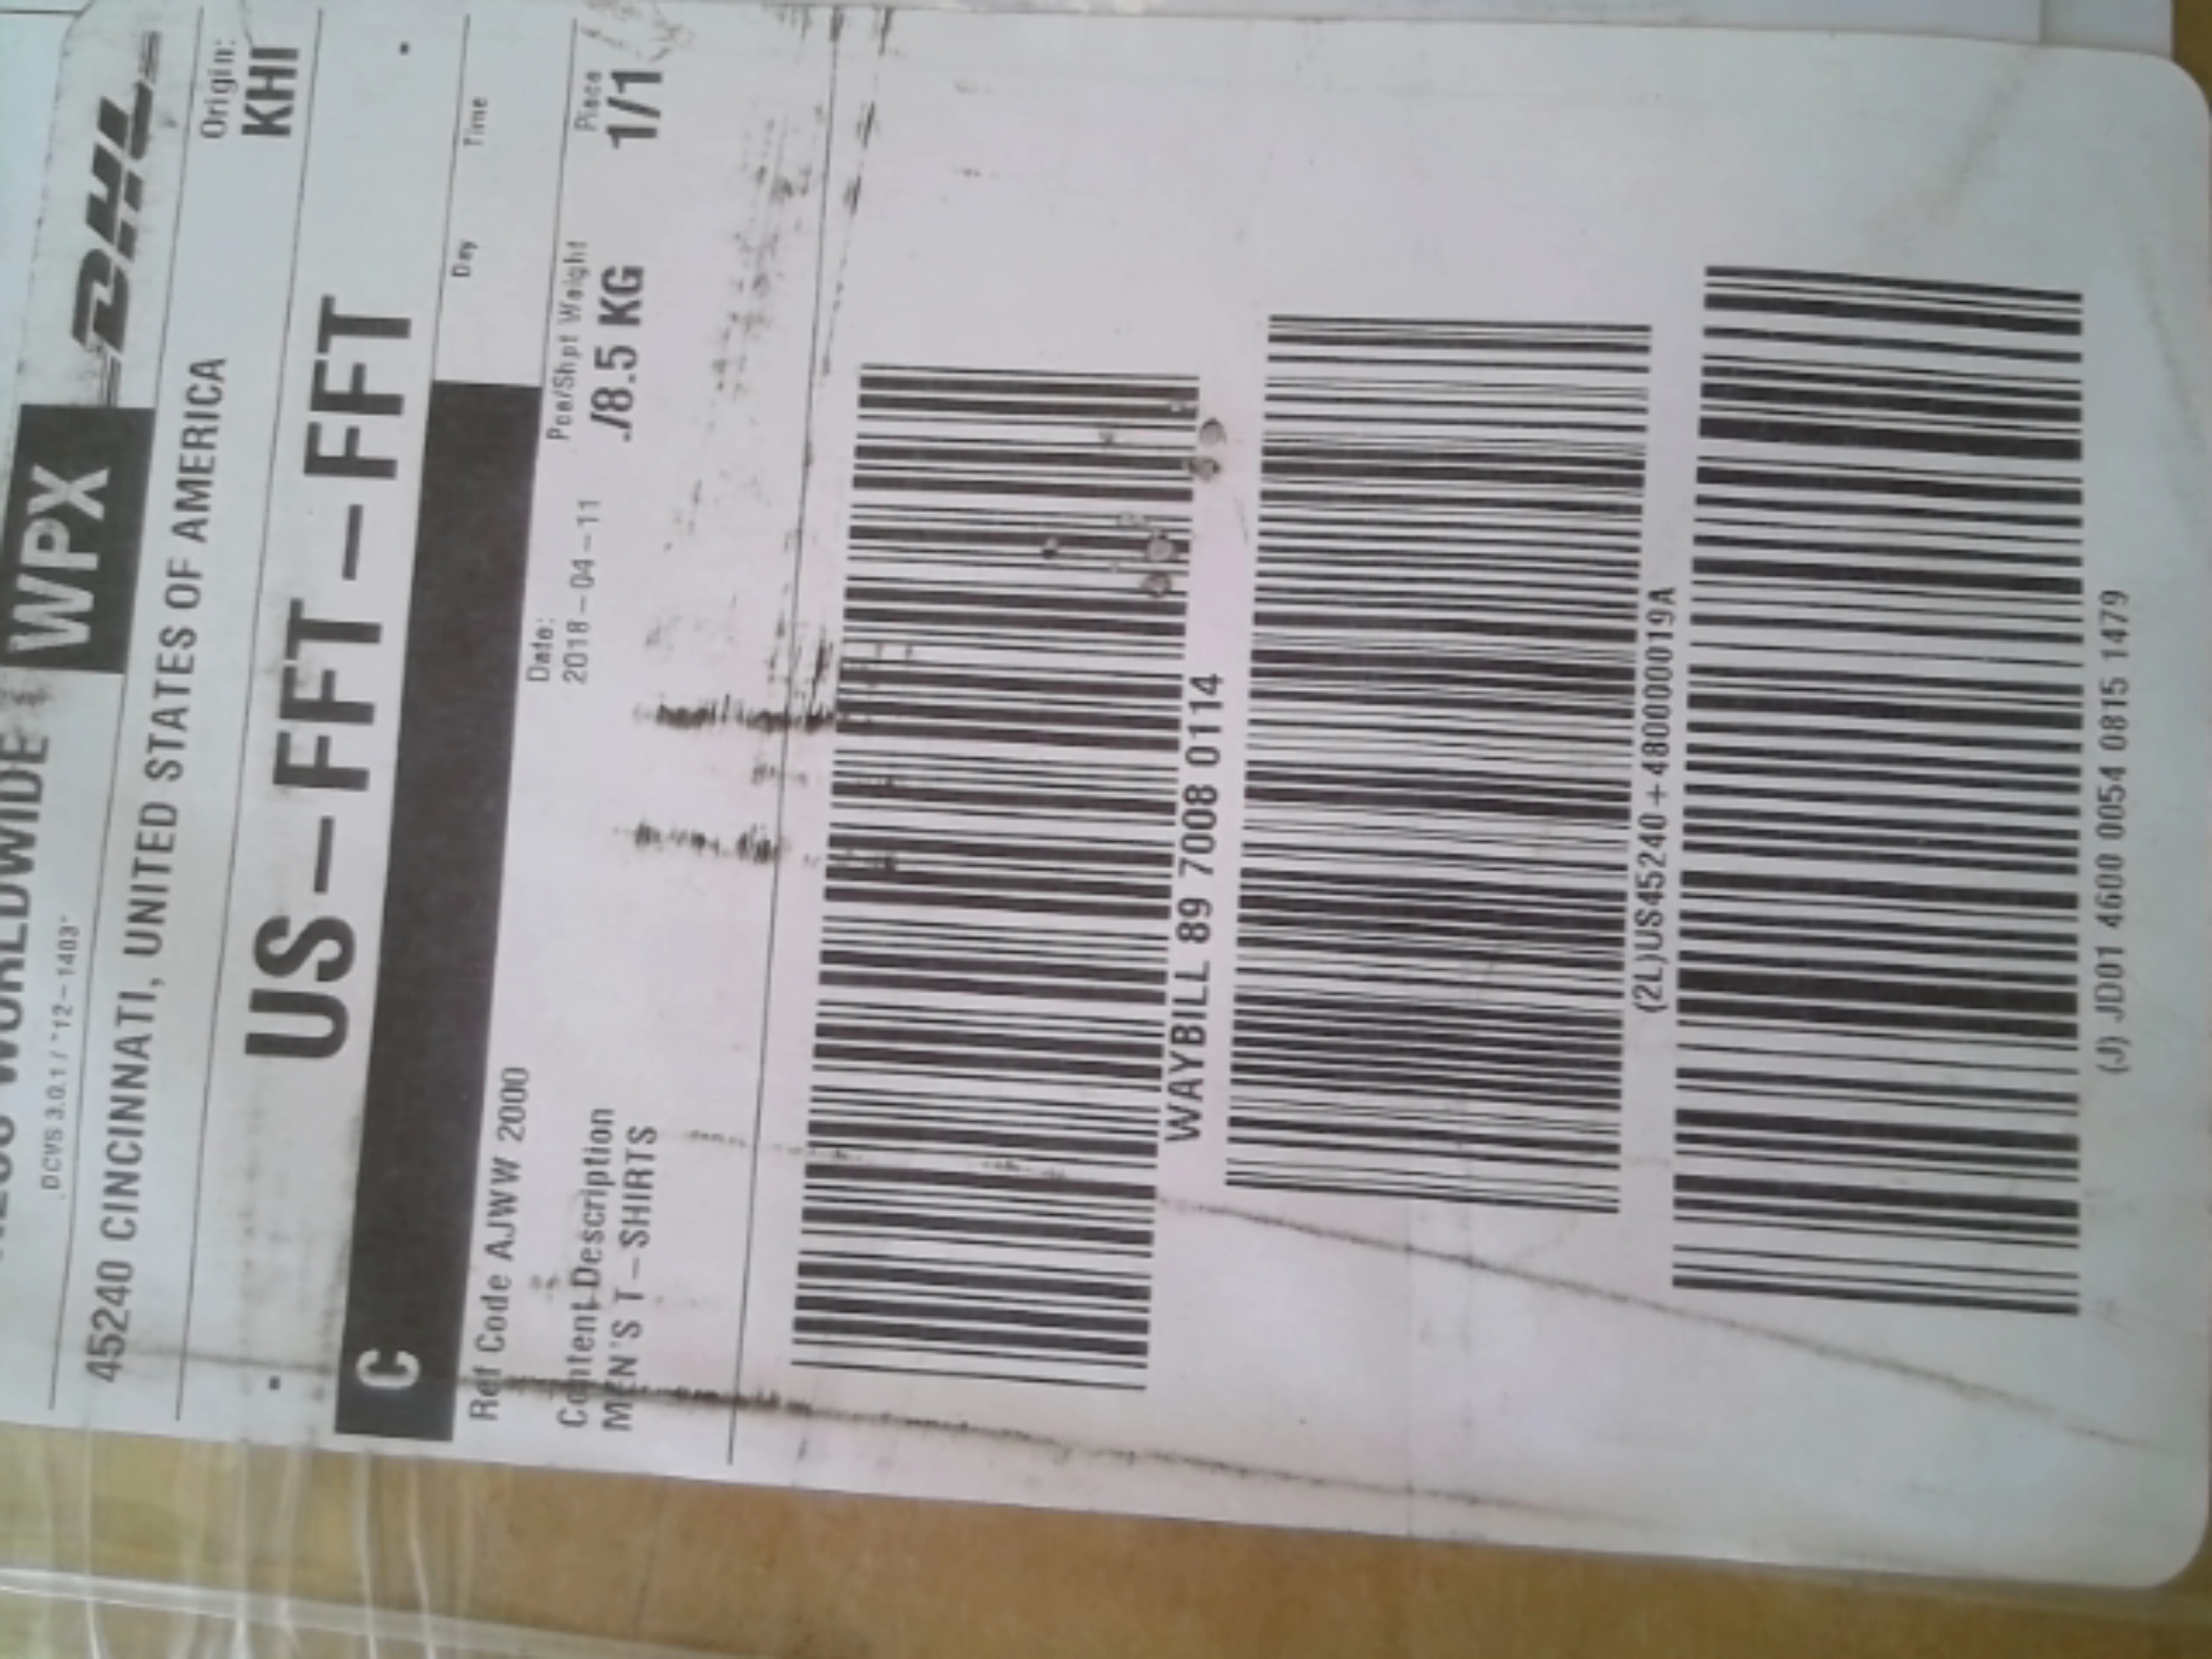 WORLDWIDE
WPX
DHL
DCVS 3.0.1 / "12-1403"
45240 CINCINNATI, UNITED STATES OF AMERICA
Origin:
KHI
US-FFT-FFT
C
Day
Time
Ref Code AJWW 2000
Date:
2018-04-11
Pce/Shpt Weight
./8.5 KG
Piece
1/1
Content Description
MEN'S T-SHIRTS
WAYBILL 89 7008 0114
(2L)US45240+48000000019A
(J) JD01 4600 0054 0815 1479